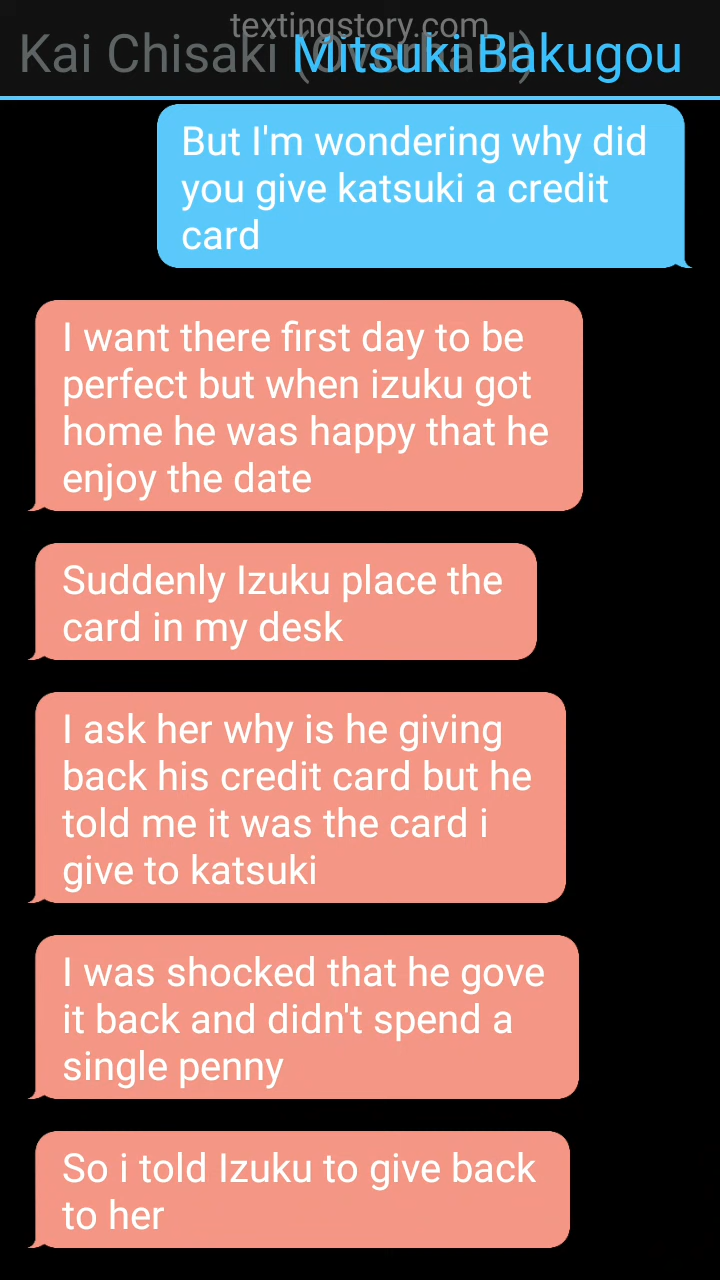 textingstory.com
Kai Chisaki (Overhaul) Mitsuki Bakugou
But I'm wondering why did
you give katsuki a credit
card
I want there first day to be
perfect but when izuku got
home he was happy that he
enjoy the date
Suddenly Izuku place the
card in my desk
I ask her why is he giving
back his credit card but he
told me it was the card i
give to katsuki
I was shocked that he gove
it back and didn't spend a
single penny
So i told Izuku to give back
to her